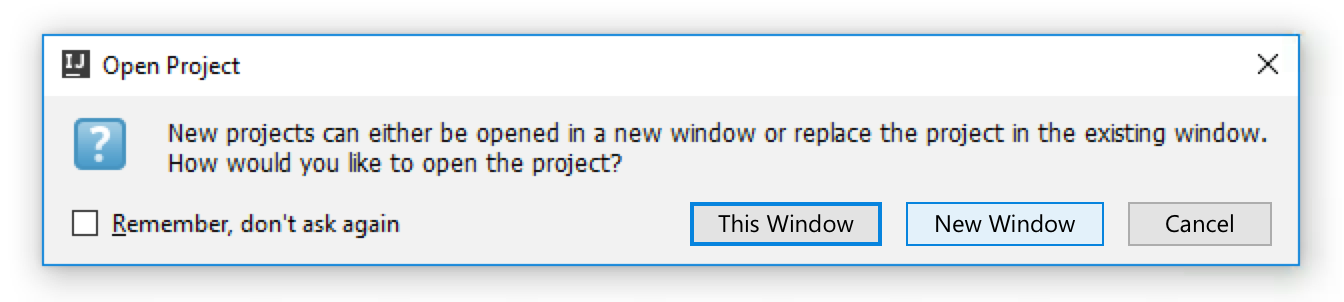 IJ
Open Project
New projects can either be opened in a new window or replace the project in the existing window.
How would you like to open the project?
Remember, don't ask again
This Window
New Window
Cancel